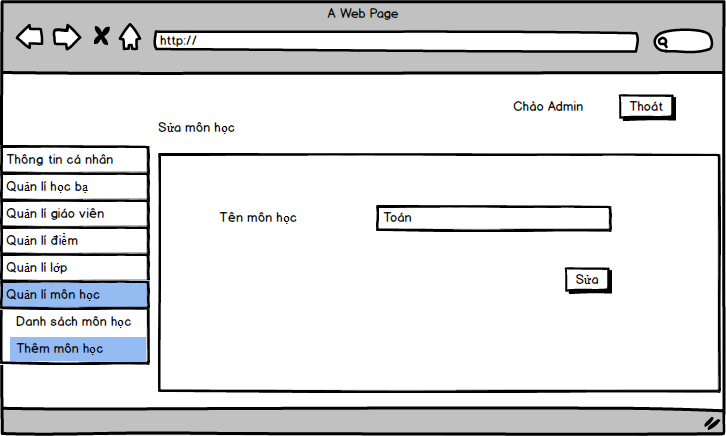 A Web Page
http://
Chào Admin
Thoát
Sửa môn học
Thông tin cá nhân
Quản lí học bạ
Quản lí giáo viên
Quản lí điểm
Quản lí lớp
Quản lí môn học
Danh sách môn học
Thêm môn học
Tên môn học
Toán
Sửa